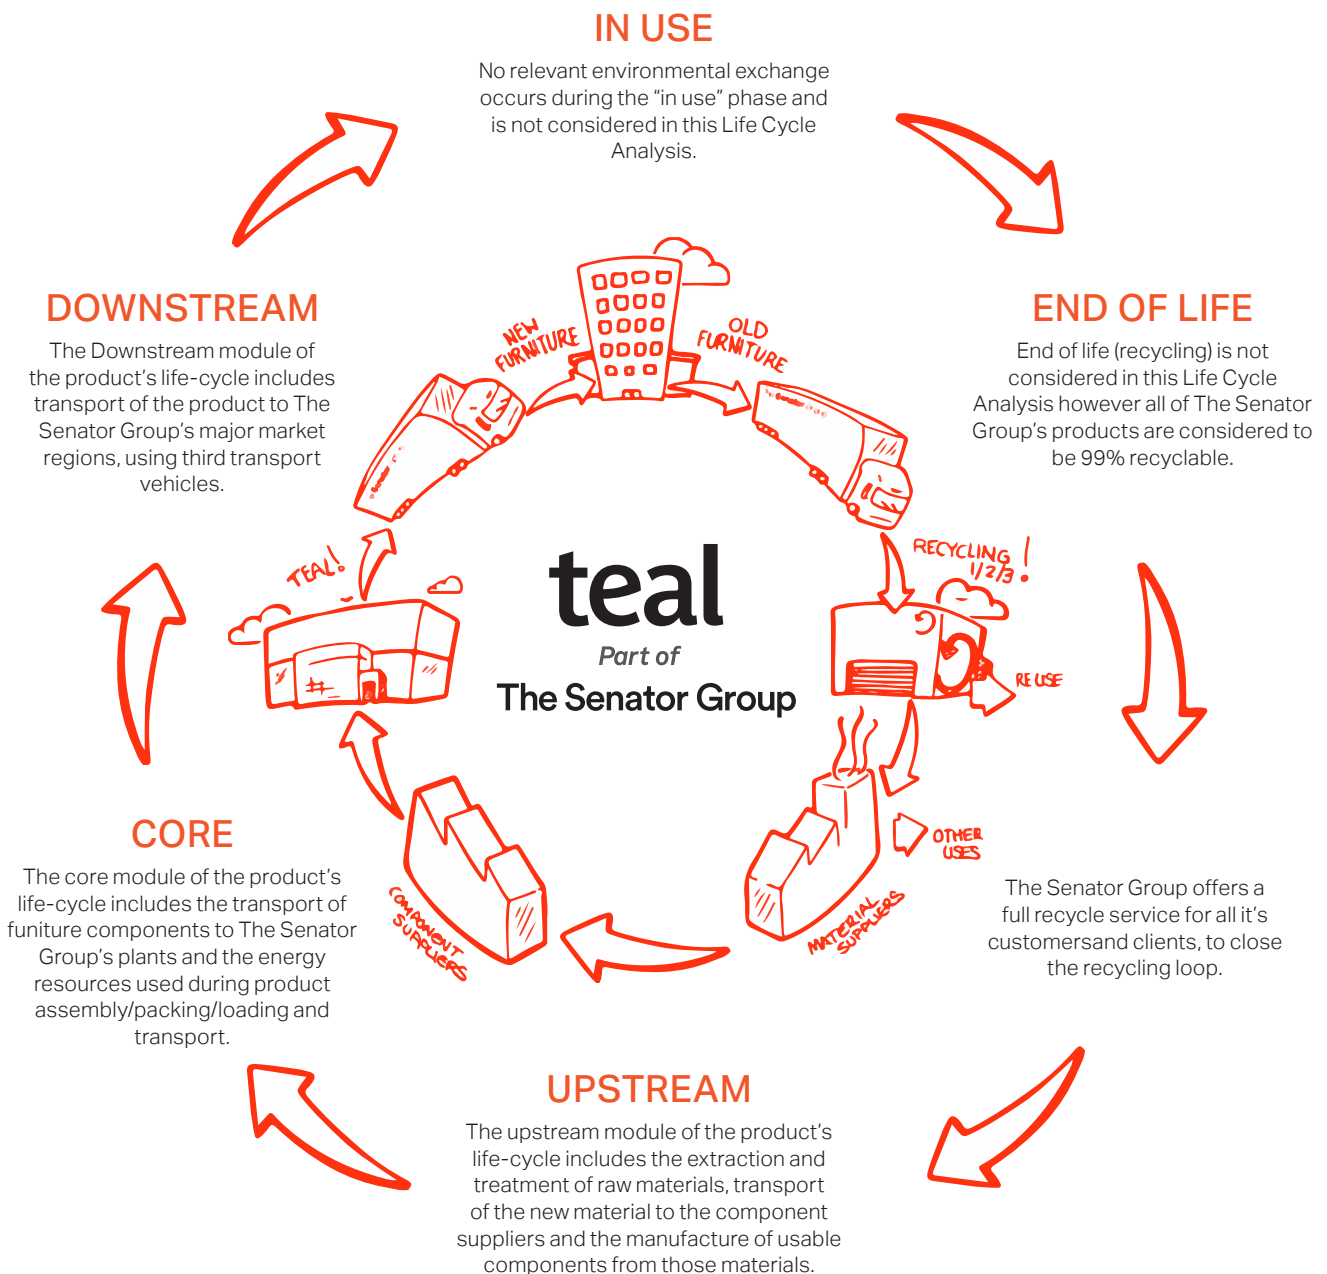 IN USE
No relevant environmental exchange
occurs during the “in use” phase and
is not considered in this Life Cycle
Analysis.
DOWNSTREAM
The Downstream module of
the product’s life-cycle includes
transport of the product to The
Senator Group’s major market
regions, using third transport
vehicles.
END OF LIFE
End of life (recycling) is not
considered in this Life Cycle
Analysis however all of The Senator
Group’s products are considered to
be 99% recyclable.
NEW
FURNITURE
OLD
FURNITURE
Senator
Senator
TEAL!
RECYCLING
1/2/3!
RE USE
teal
Part of
The Senator Group
CORE
The core module of the product’s
life-cycle includes the transport of
funiture components to The Senator
Group’s plants and the energy
resources used during product
assembly/packing/loading and
transport.
COMPONENT
SUPPLIERS
MATERIAL
SUPPLIERS
OTHER
USES
The Senator Group offers a
full recycle service for all it’s
customersand clients, to close
the recycling loop.
UPSTREAM
The upstream module of the product’s
life-cycle includes the extraction and
treatment of raw materials, transport
of the new material to the component
suppliers and the manufacture of usable
components from those materials.